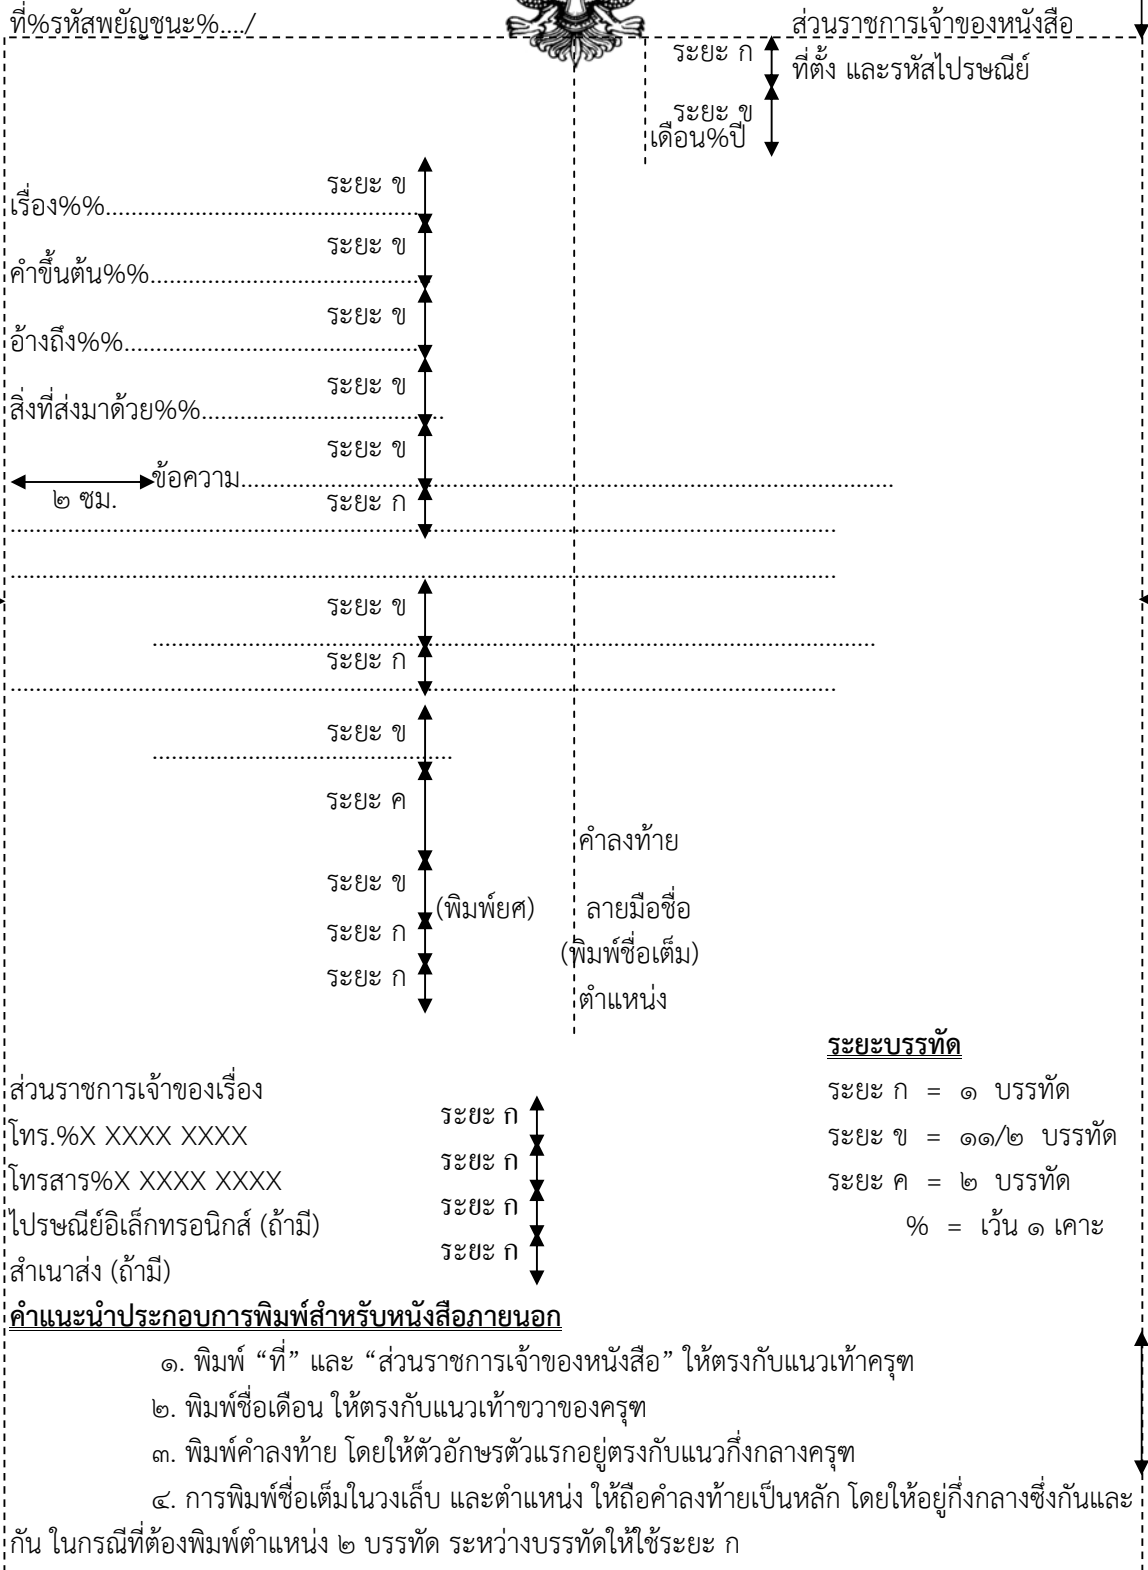 ที่%รหัสพยัญชนะ%..../ ส่วนราชการเจ้าของหนังสือ
ระยะ ก ที่ตั้ง และรหัสไปรษณีย์
ระยะ ข
เดือน%ปี
ระยะ ข
เรื่อง%%........................................
ระยะ ข
คำขึ้นต้น%%...................................
ระยะ ข
อ้างถึง%%......................................
ระยะ ข
สิ่งที่ส่งมาด้วย%%...............................
ระยะ ข
ข้อความ.....................................................................................
๒ ซม. ระยะ ก
............................................................................................................
............................................................................................................
ระยะ ข
..............................................................................................
ระยะ ก
............................................................................................................
ระยะ ข
.......................................
ระยะ ค
คำลงท้าย
ระยะ ข
(พิมพ์ยศ) ลายมือชื่อ
ระยะ ก
(พิมพ์ชื่อเต็ม)
ระยะ ก
ตำแหน่ง
ระยะบรรทัด
ส่วนราชการเจ้าของเรื่อง ระยะ ก = ๑ บรรทัด
ระยะ ก
โทร.%X XXXX XXXX ระยะ ข = ๑๑/๒ บรรทัด
ระยะ ก
โทรสาร%X XXXX XXXX ระยะ ค = ๒ บรรทัด
ระยะ ก
ไปรษณีย์อิเล็กทรอนิกส์ (ถ้ามี) % = เว้น ๑ เคาะ
ระยะ ก
สำเนาส่ง (ถ้ามี)
คำแนะนำประกอบการพิมพ์สำหรับหนังสือภายนอก
๑. พิมพ์ “ที่” และ “ส่วนราชการเจ้าของหนังสือ” ให้ตรงกับแนวเท้าครุฑ
๒. พิมพ์ชื่อเดือน ให้ตรงกับแนวเท้าขวาของครุฑ
๓. พิมพ์คำลงท้าย โดยให้ตัวอักษรตัวแรกอยู่ตรงกับแนวกึ่งกลางครุฑ
๔. การพิมพ์ชื่อเต็มในวงเล็บ และตำแหน่ง ให้ถือคำลงท้ายเป็นหลัก โดยให้อยู่กึ่งกลางซึ่งกันและ
กัน ในกรณีที่ต้องพิมพ์ตำแหน่ง ๒ บรรทัด ระหว่างบรรทัดให้ใช้ระยะ ก